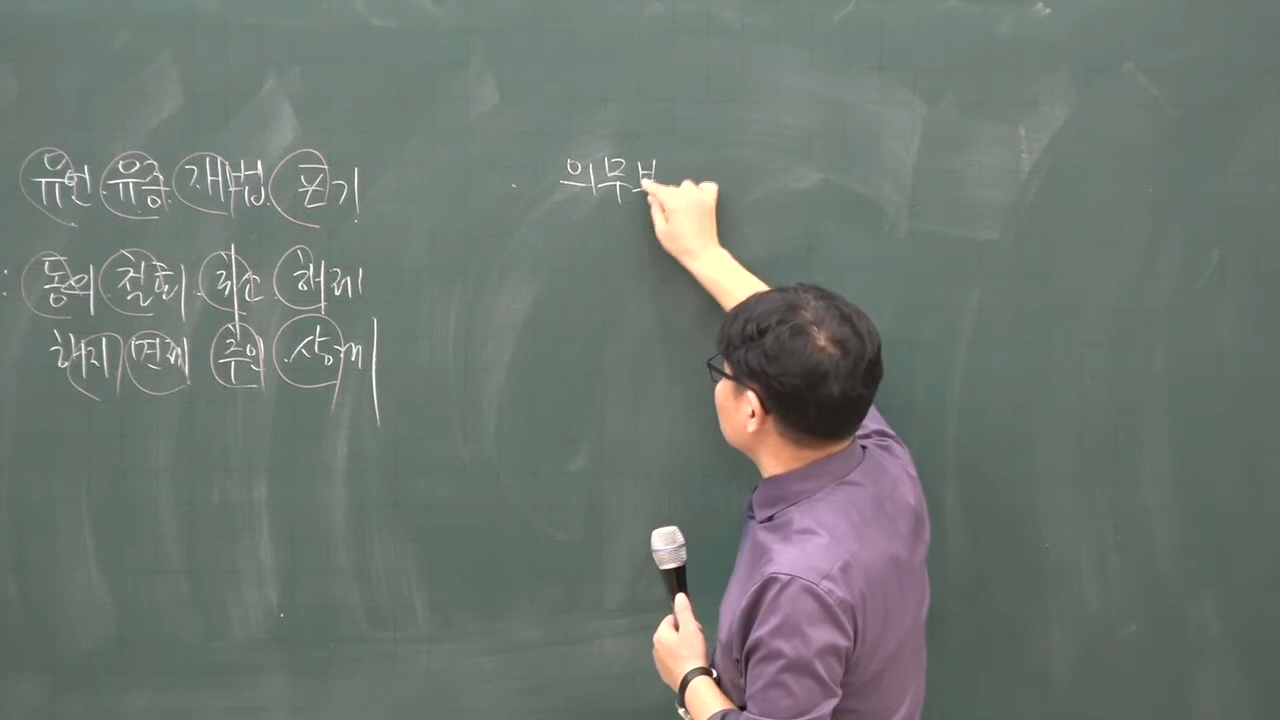 유언 유증 재법 포기
: 동의 철회 취소 해제
해지 면제 추인 상계
의무부